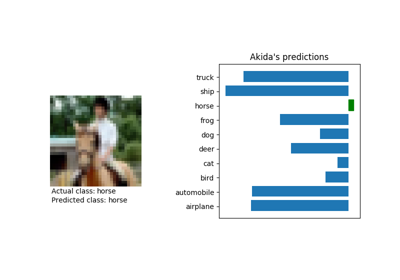 Akida's predictions
truck
ship
horse
frog
dog
deer
cat
bird
automobile
airplane
Actual class: horse
Predicted class: horse